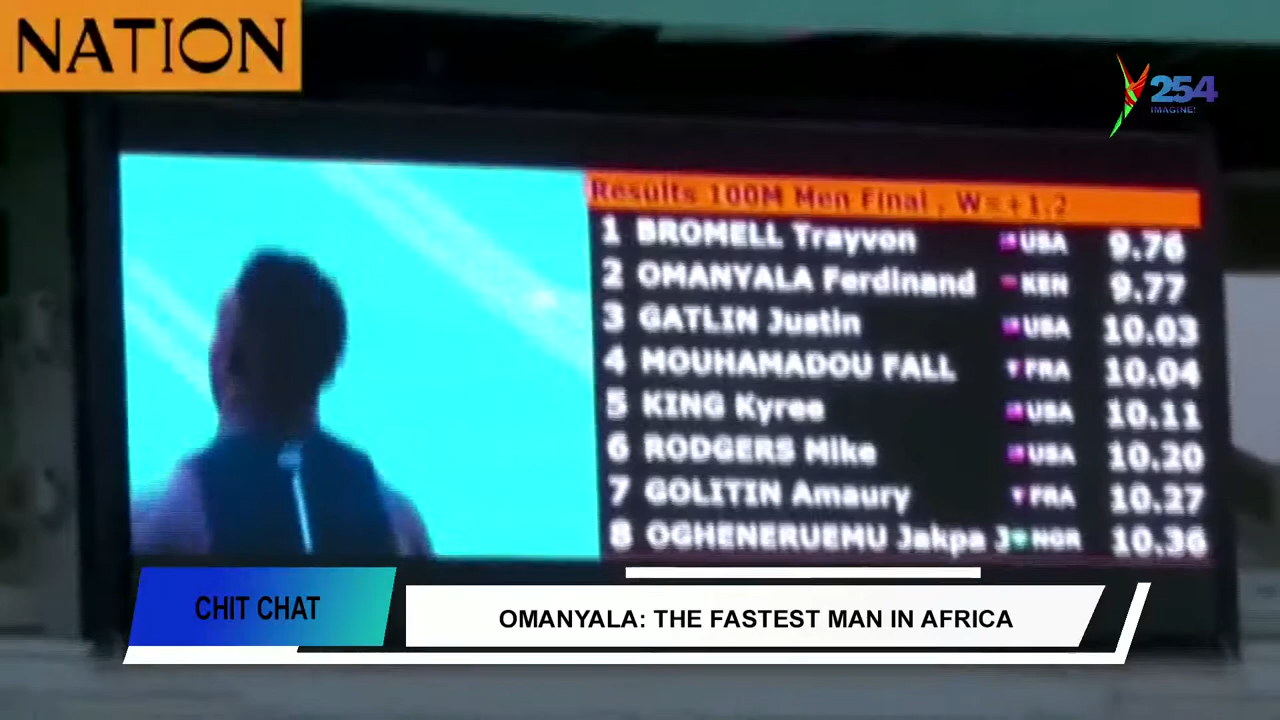 NATION
254
IMAGINE!
Results 100M Men Final , W=+1.2
1 BROMELL Trayvon USA 9.76
2 OMANYALA Ferdinand KEN 9.77
3 GATLIN Justin USA 10.03
4 MOUHAMADOU FALL FRA 10.04
5 KING Kyree USA 10.11
6 RODGERS Mike USA 10.20
7 GOLITIN Amaury FRA 10.27
8 OGHENERUEMU Jakpa J NGR 10.36
CHIT CHAT
OMANYALA: THE FASTEST MAN IN AFRICA